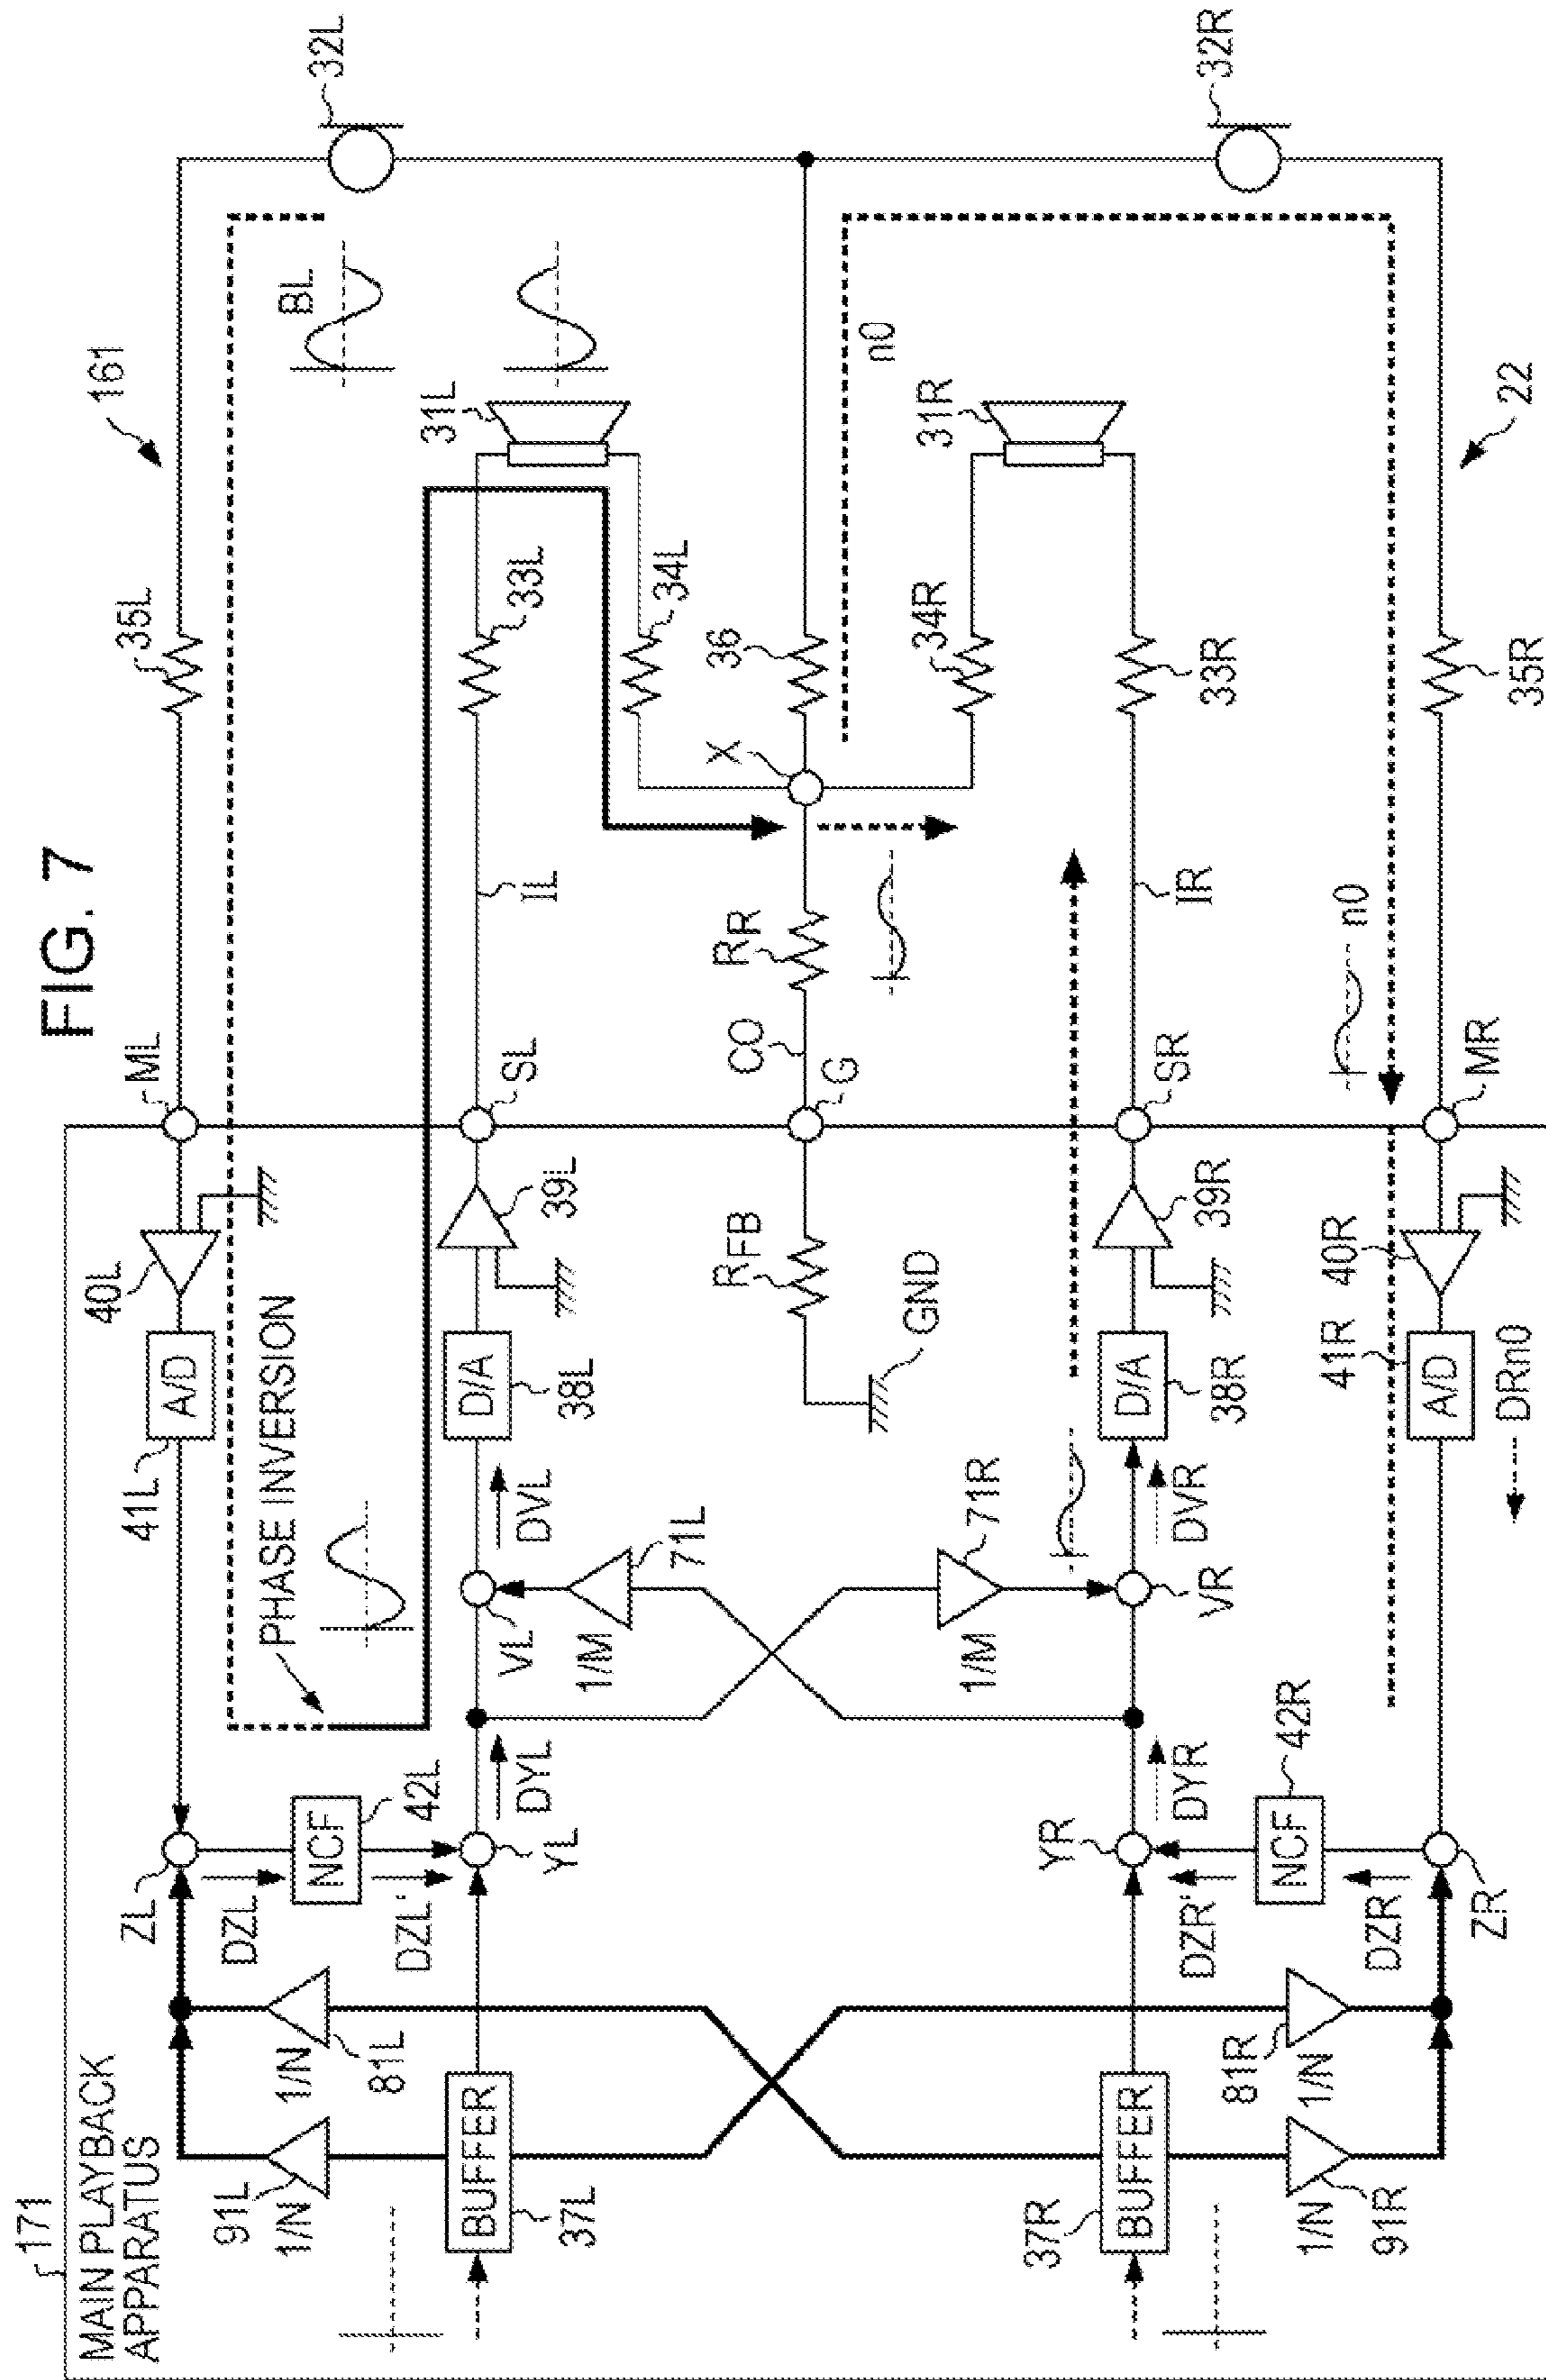 FIG. 7
171
MAIN PLAYBACK
APPARATUS
161
22
ZL
41L
A/D
40L
ML
35L
32L
91L
1/N
1/N
81L
DZL
NCF
42L
DZL'
PHASE INVERSION
BL
BUFFER
37L
YL
DYL
VL
DVL
D/A
38L
39L
SL
IL
33L
31L
34L
1/M
71L
RFB
GND
G
CO
RR
X
36
n0
1/M
71R
34R
31R
37R
BUFFER
YR
DYR
VR
DVR
D/A
38R
39R
SR
IR
33R
DZR'
NCF
42R
DZR
81R
1/N
1/N
91R
ZR
41R
A/D
40R
DRn0
MR
n0
35R
32R